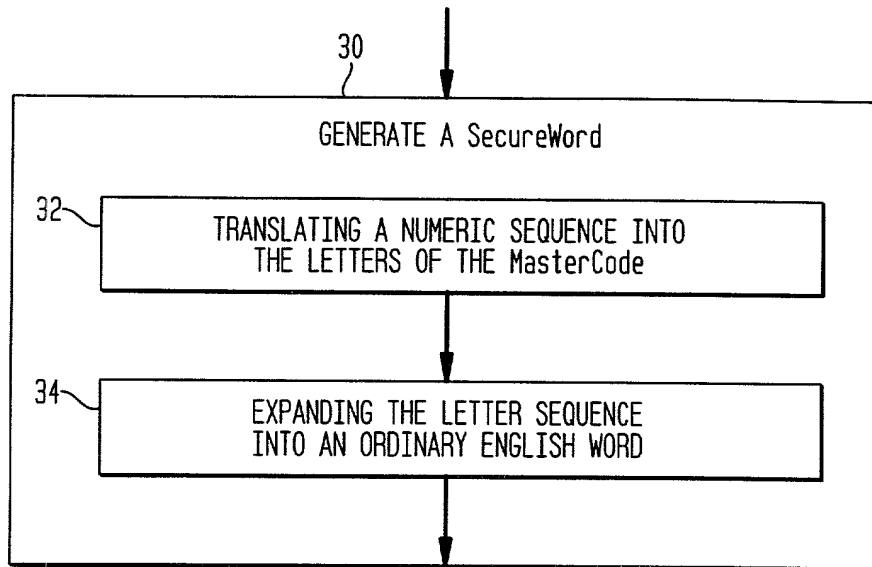 30
GENERATE A SecureWord
32
TRANSLATING A NUMERIC SEQUENCE INTO
THE LETTERS OF THE MasterCode
34
EXPANDING THE LETTER SEQUENCE
INTO AN ORDINARY ENGLISH WORD